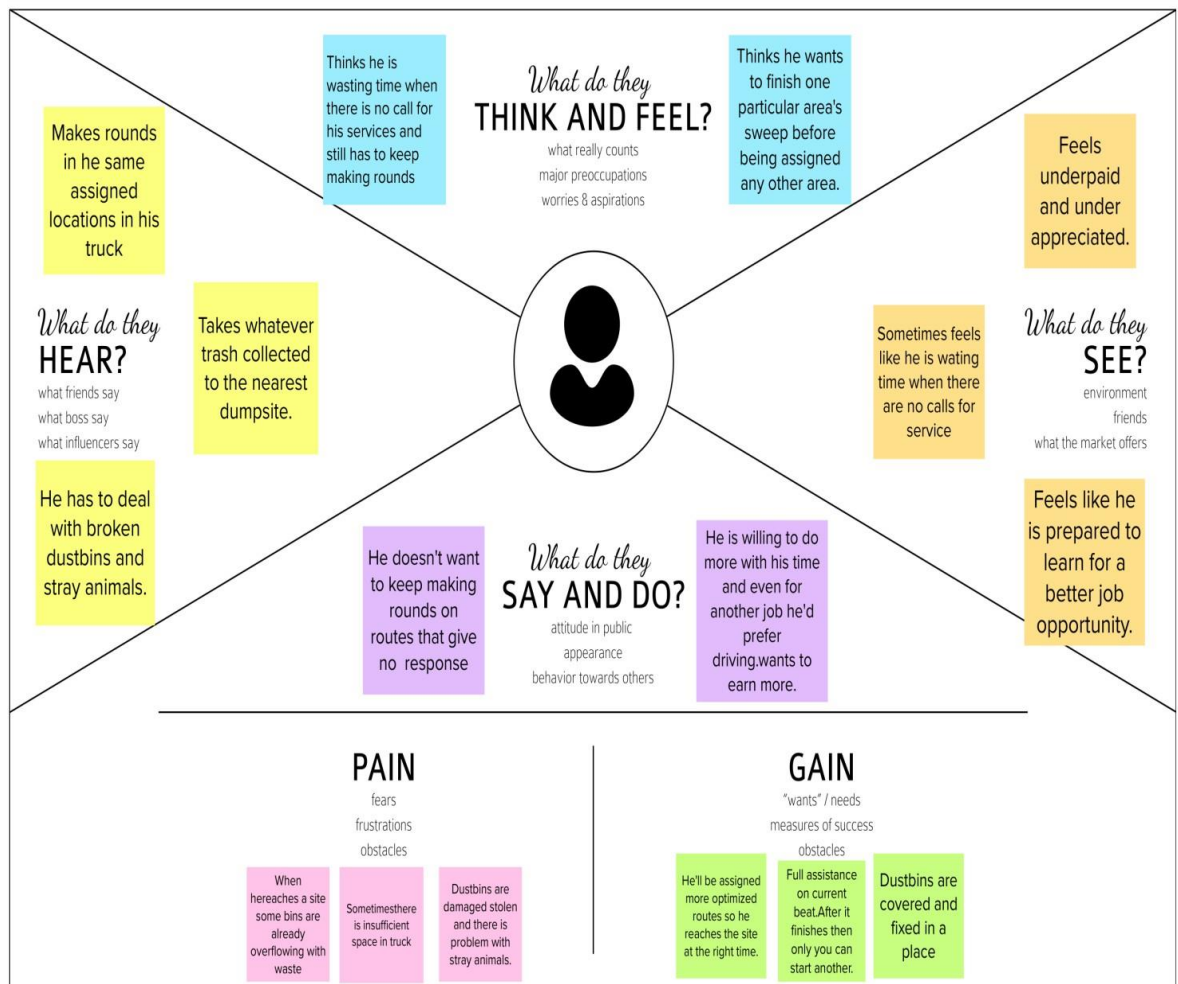 Thinks he is
wasting time when
there is no call for
his services and
still has to keep
making rounds
What do they
THINK AND FEEL?
what really counts
major preoccupations
worries & aspirations
Thinks he wants
to finish one
particular area's
sweep before
being assigned
any other area.
Makes rounds
in he same
assigned
locations in his
truck
What do they
HEAR?
what friends say
what boss say
what influencers say
Takes whatever
trash collected
to the nearest
dumpsite.
He has to deal
with broken
dustbins and
stray animals.
Feels
underpaid
and under
appreciated.
Sometimes feels
like he is wating
time when there
are no calls for
service
What do they
SEE?
environment
friends
what the market offers
Feels like he
is prepared to
learn for a
better job
opportunity.
He doesn't want
to keep making
rounds on
routes that give
no response
What do they
SAY AND DO?
attitude in public
appearance
behavior towards others
He is willing to do
more with his time
and even for
another job he'd
prefer
driving.wants to
earn more.
PAIN
fears
frustrations
obstacles
When
hereaches a site
some bins are
already
overflowing with
waste
Sometimesthere
is insufficient
space in truck
Dustbins are
damaged stolen
and there is
problem with
stray animals.
GAIN
"wants" / needs
measures of success
obstacles
He'll be assigned
more optimized
routes so he
reaches the site
at the right time.
Full assistance
on current
beat.After it
finishes then
only you can
start another.
Dustbins are
covered and
fixed in a
place